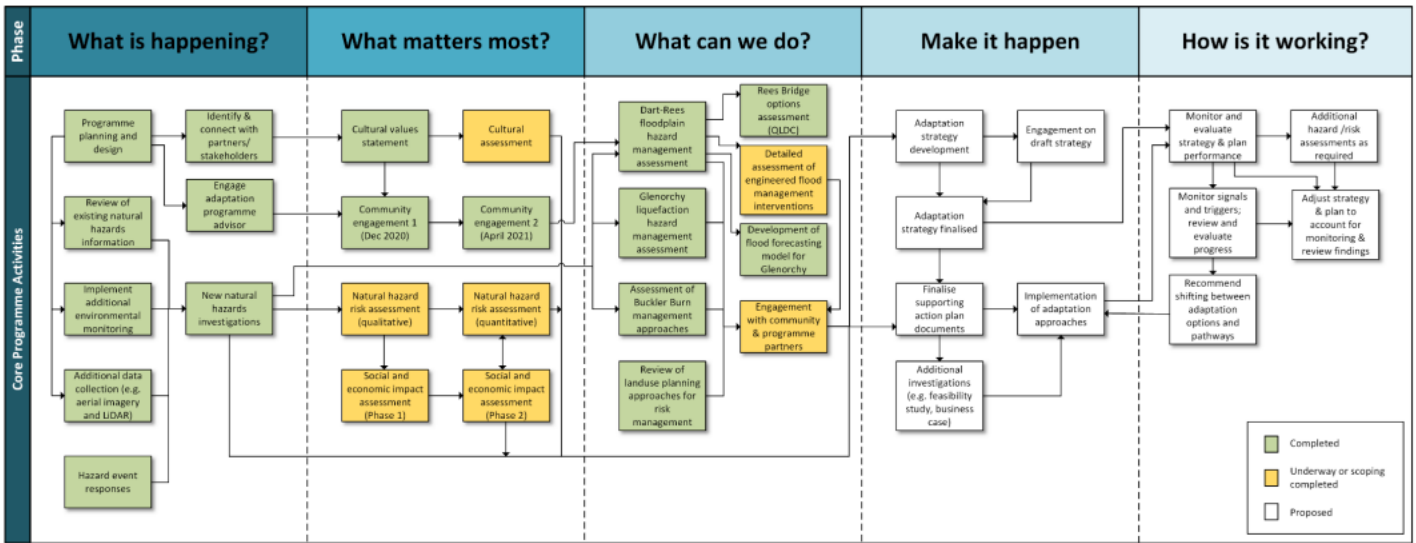 Phase
What is happening?
What matters most?
What can we do?
Make it happen
How is it working?
Core Programme Activities
Programme
planning and
design
Identify &
connect with
partners/
stakeholders
Engage
adaptation
programme
advisor
Review of
existing natural
hazards
information
Implement
additional
environmental
monitoring
New natural
hazards
investigations
Additional data
collection (e.g.
aerial imagery
and LiDAR)
Hazard event
responses
Cultural values
statement
Cultural
assessment
Community
engagement 1
(Dec 2020)
Community
engagement 2
(April 2021)
Natural hazard
risk assessment
(qualitative)
Natural hazard
risk assessment
(quantitative)
Social and
economic impact
assessment
(Phase 1)
Social and
economic impact
assessment
(Phase 2)
Dart-Rees
floodplain
hazard
management
assessment
Rees Bridge
options
assessment
(QLDC)
Detailed
assessment of
engineered flood
management
interventions
Glenorchy
liquefaction
hazard
management
assessment
Development of
flood forecasting
model for
Glenorchy
Assessment of
Buckler Burn
management
approaches
Engagement
with community
& programme
partners
Review of
landuse planning
approaches for
risk
management
Adaptation
strategy
development
Engagement on
draft strategy
Adaptation
strategy finalised
Finalise
supporting
action plan
documents
Implementation
of adaptation
approaches
Additional
investigations
(e.g. feasibility
study, business
case)
Monitor and
evaluate
strategy & plan
performance
Additional
hazard /risk
assessments as
required
Monitor signals
and triggers;
review and
evaluate
progress
Adjust strategy
& plan to
account for
monitoring &
review findings
Recommend
shifting between
adaptation
options and
pathways
Completed
Underway or scoping
completed
Proposed